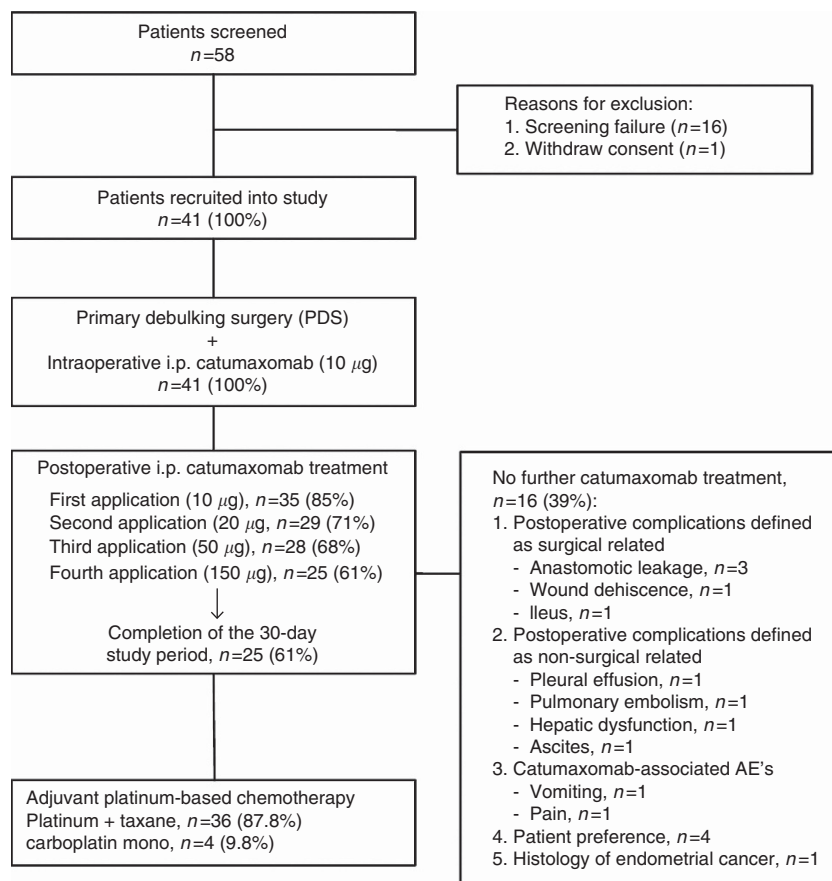 Patients screened
n=58
Reasons for exclusion:
1. Screening failure (n=16)
2. Withdraw consent (n=1)
Patients recruited into study
n=41 (100%)
Primary debulking surgery (PDS)
+
Intraoperative i.p. catumaxomab (10 μg)
n=41 (100%)
Postoperative i.p. catumaxomab treatment
First application (10 μg), n=35 (85%)
Second application (20 μg, n=29 (71%)
Third application (50 μg), n=28 (68%)
Fourth application (150 μg), n=25 (61%)
Completion of the 30-day
study period, n=25 (61%)
No further catumaxomab treatment,
n=16 (39%):
1. Postoperative complications defined
as surgical related
- Anastomotic leakage, n=3
- Wound dehiscence, n=1
- Ileus, n=1
2. Postoperative complications defined
as non-surgical related
- Pleural effusion, n=1
- Pulmonary embolism, n=1
- Hepatic dysfunction, n=1
- Ascites, n=1
3. Catumaxomab-associated AE's
- Vomiting, n=1
- Pain, n=1
4. Patient preference, n=4
5. Histology of endometrial cancer, n=1
Adjuvant platinum-based chemotherapy
Platinum + taxane, n=36 (87.8%)
carboplatin mono, n=4 (9.8%)